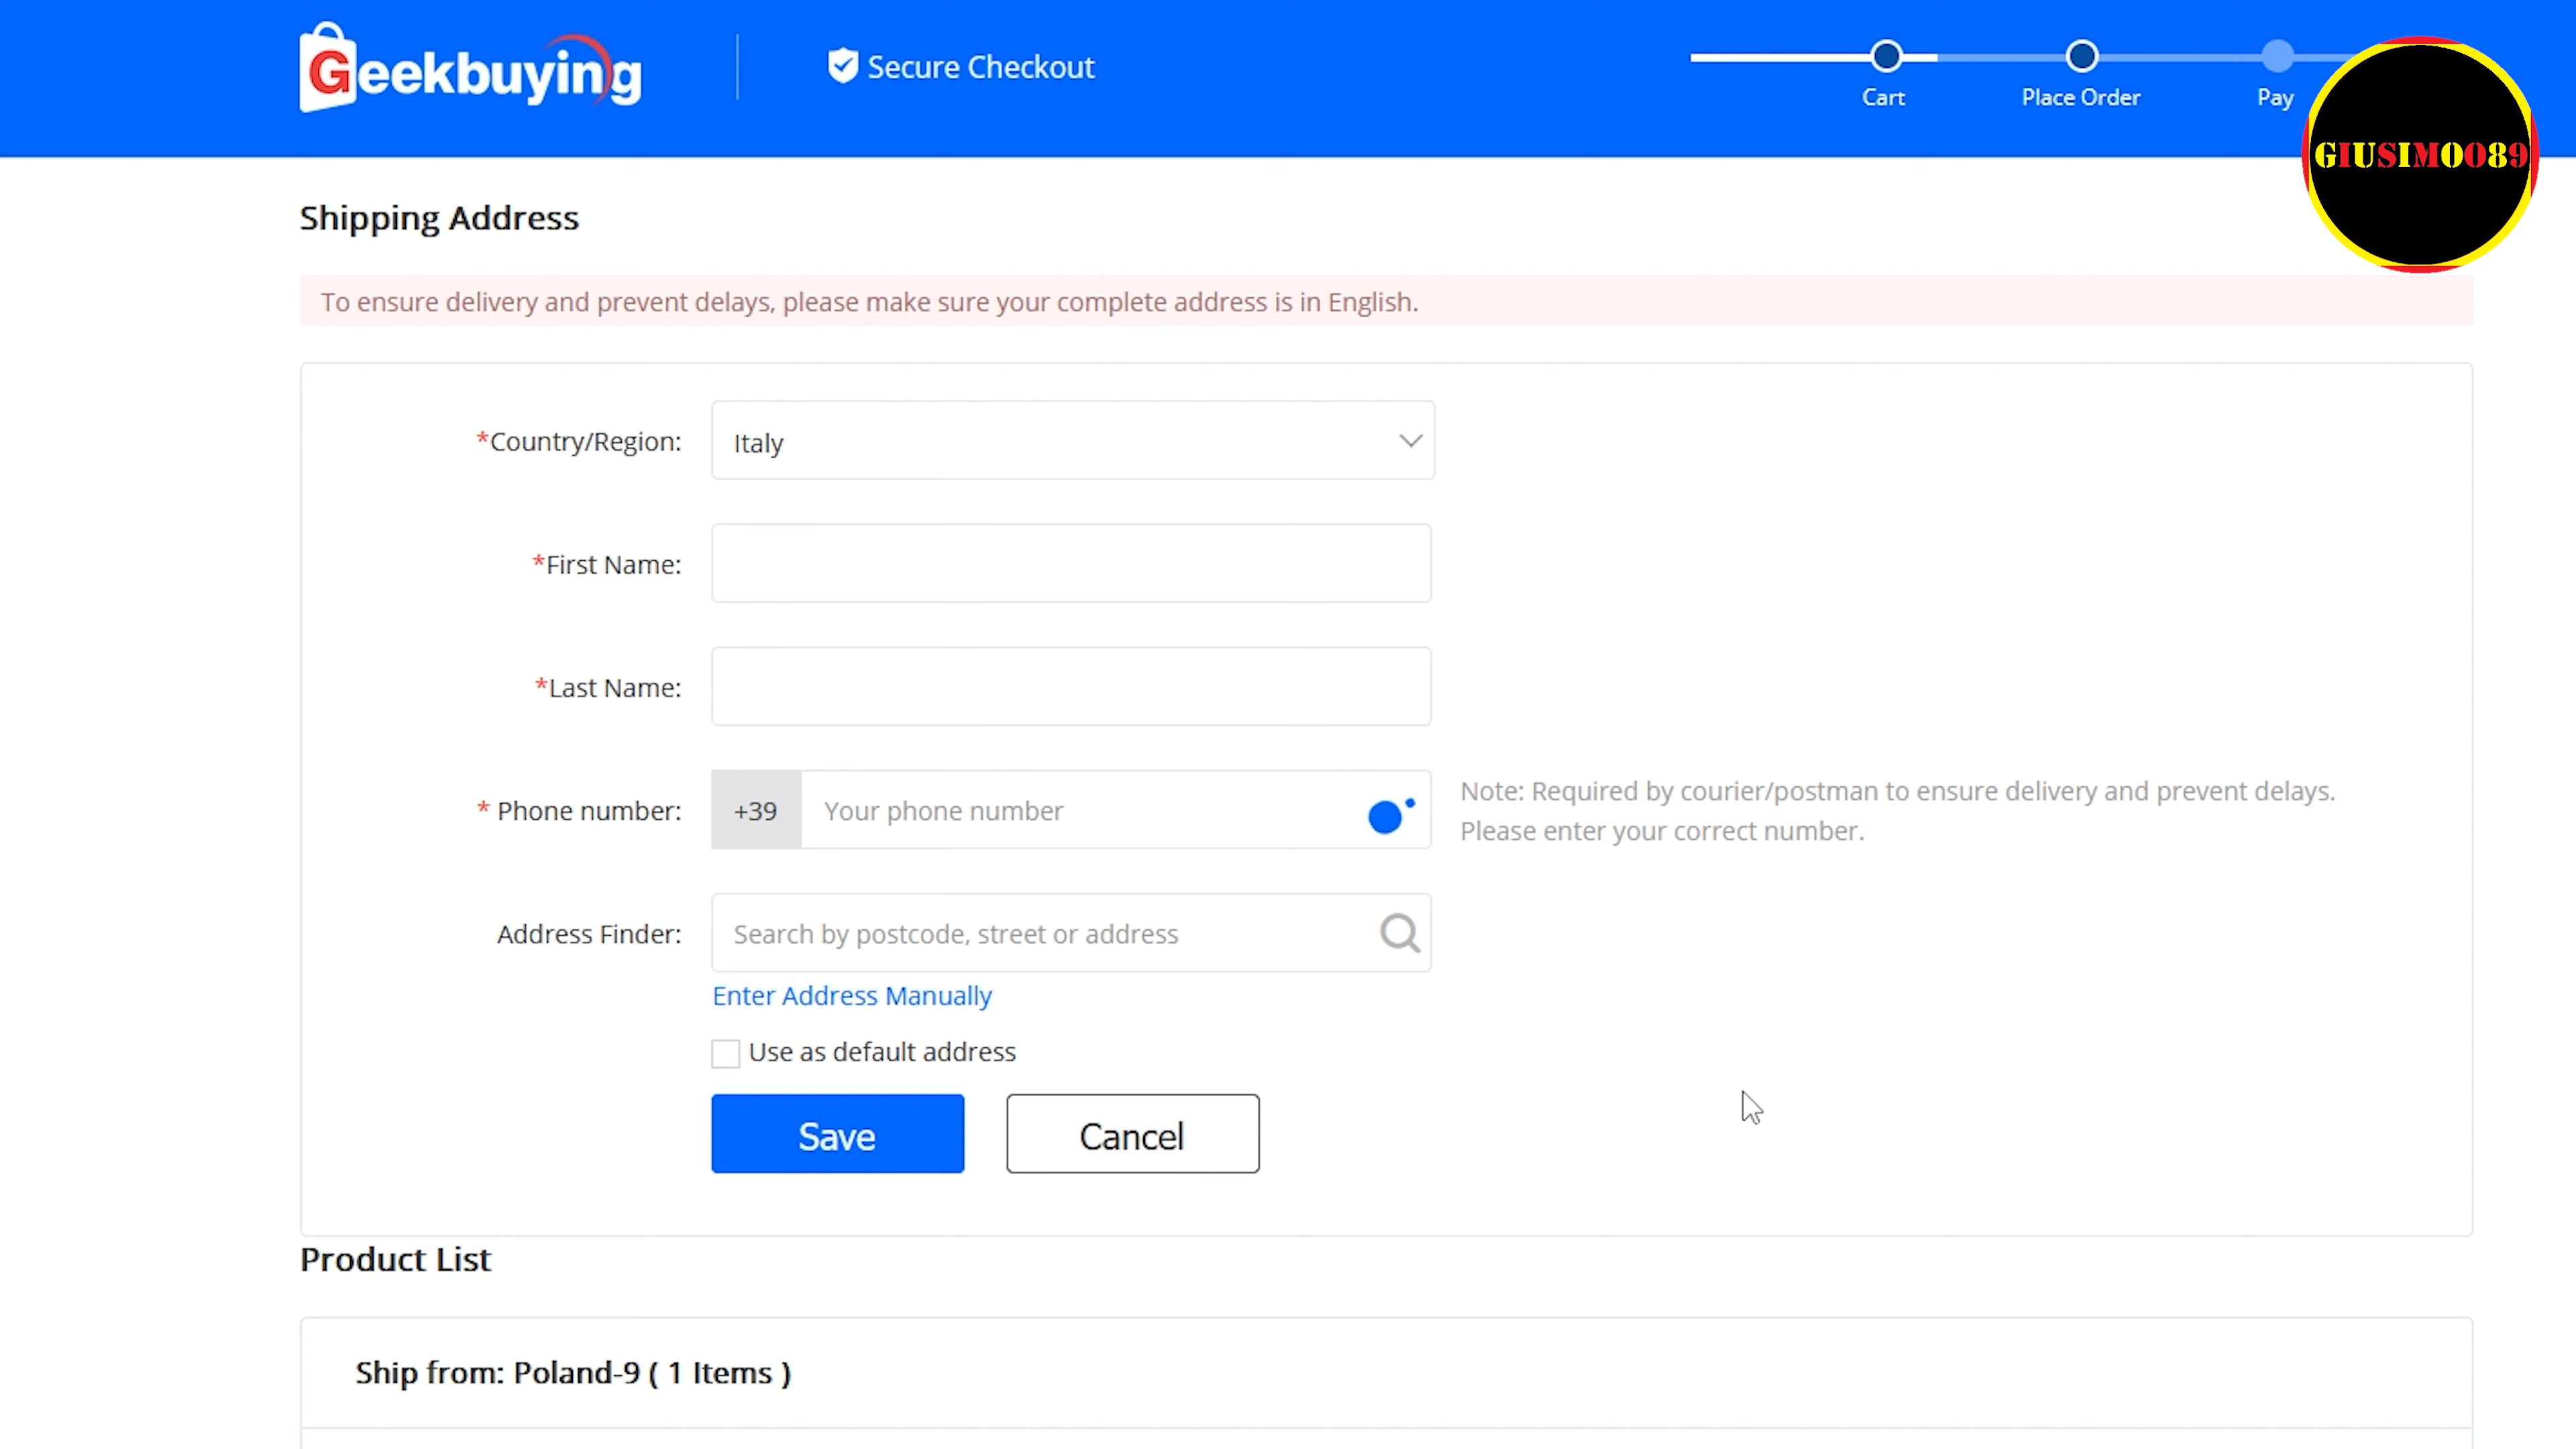 Geekbuying
Secure Checkout
Cart
Place Order
Pay
GIUSIMOO89
Shipping Address
To ensure delivery and prevent delays, please make sure your complete address is in English.
*Country/Region:
Italy
*First Name:
*Last Name:
* Phone number:
+39
Your phone number
Note: Required by courier/postman to ensure delivery and prevent delays.
Please enter your correct number.
Address Finder:
Search by postcode, street or address
Enter Address Manually
Use as default address
Save
Cancel
Product List
Ship from: Poland-9 ( 1 Items )